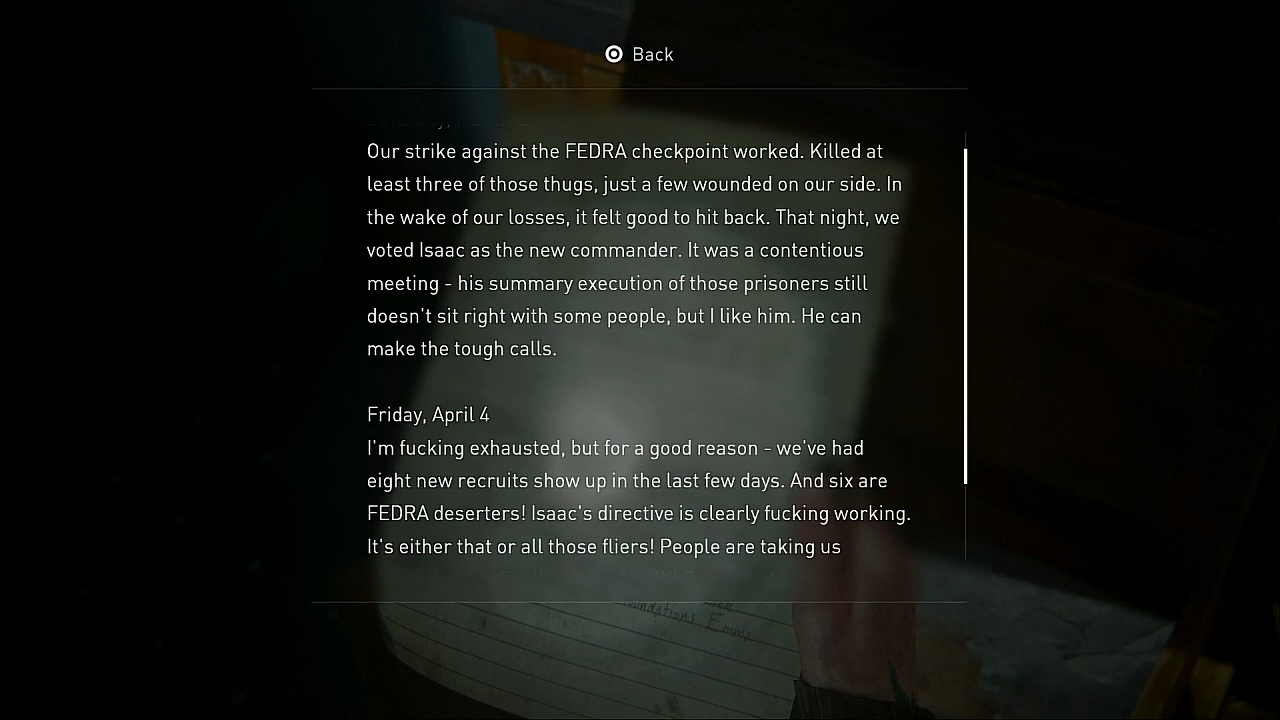 Back
Our strike against the FEDRA checkpoint worked. Killed at
least three of those thugs, just a few wounded on our side. In
the wake of our losses, it felt good to hit back. That night, we
voted Isaac as the new commander. It was a contentious
meeting - his summary execution of those prisoners still
doesn't sit right with some people, but I like him. He can
make the tough calls.
Friday, April 4
I'm fucking exhausted, but for a good reason - we've had
eight new recruits show up in the last few days. And six are
FEDRA deserters! Isaac's directive is clearly fucking working.
It's either that or all those fliers! People are taking us
Emma